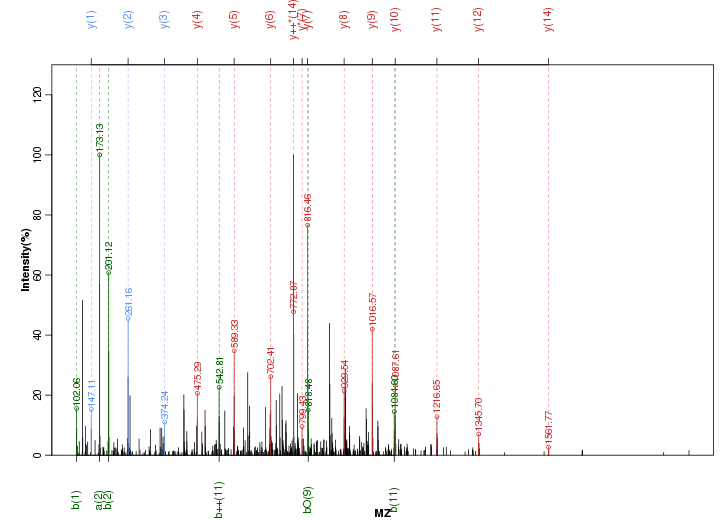 y(1)
y(2)
y(3)
y(4)
y(5)
y(6)
y(7)
y(8)
y(9)
y(10)
y(11)
y(12)
y(14)
Intensity(%)
0
20
40
60
80
100
120
102.06
147.11
173.13
201.12
261.16
374.24
475.29
542.81
589.33
702.41
772.87
799.43
816.46
818.48
929.54
1016.57
1087.61
1216.65
1345.70
1561.77
b(1)
a(2)
b(2)
b++(11)
bO(9)
b(11)
MZ